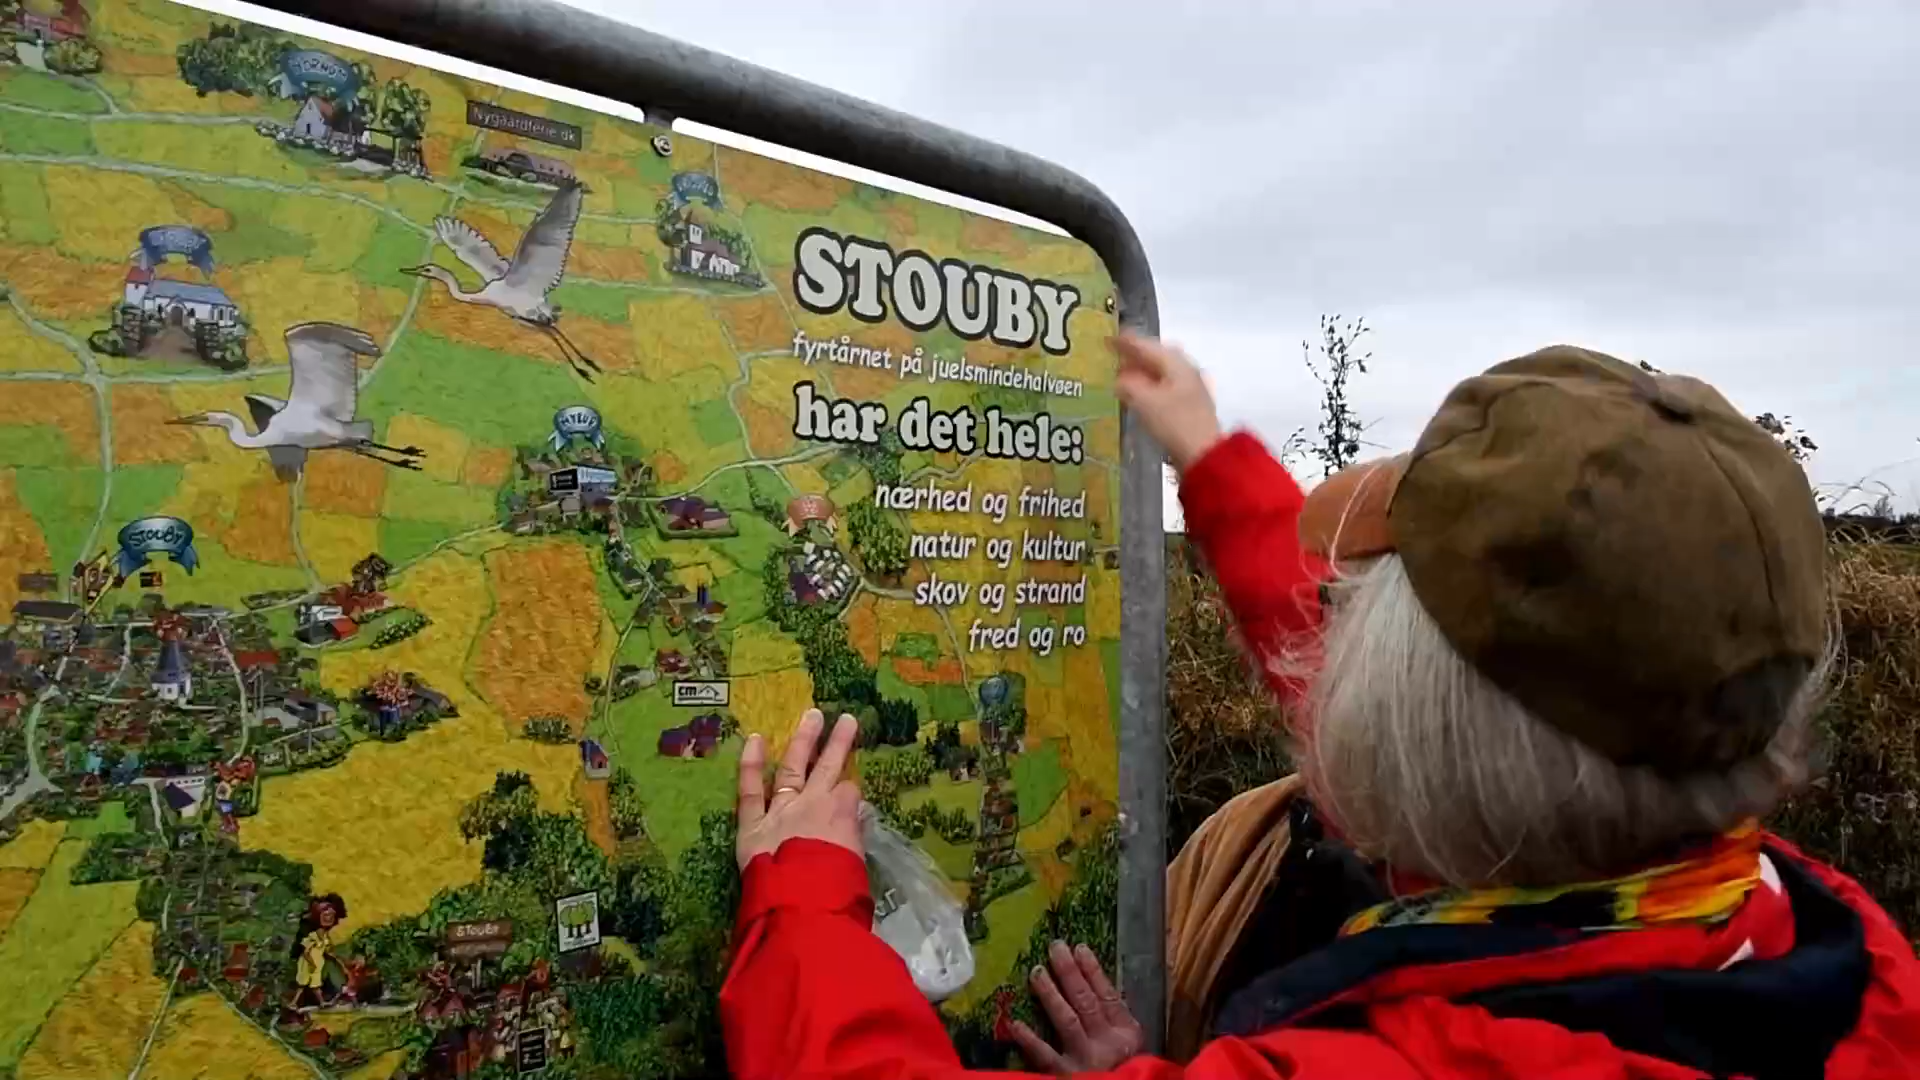 Nygaardferie.dk
STOUBY
fyrtårnet på juelsmindehalvøen
har det hele:
nærhed og frihed
natur og kultur
skov og strand
fred og ro
STOUBY
cm
STOUBY